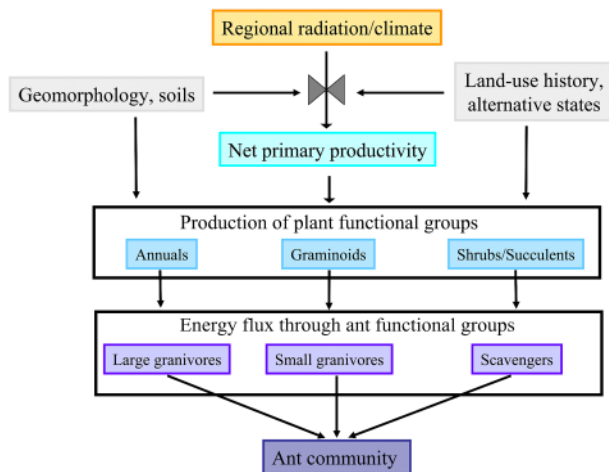 Regional radiation/climate
Geomorphology, soils
Land-use history,
alternative states
Net primary productivity
Production of plant functional groups
Annuals
Graminoids
Shrubs/Succulents
Energy flux through ant functional groups
Large granivores
Small granivores
Scavengers
Ant community